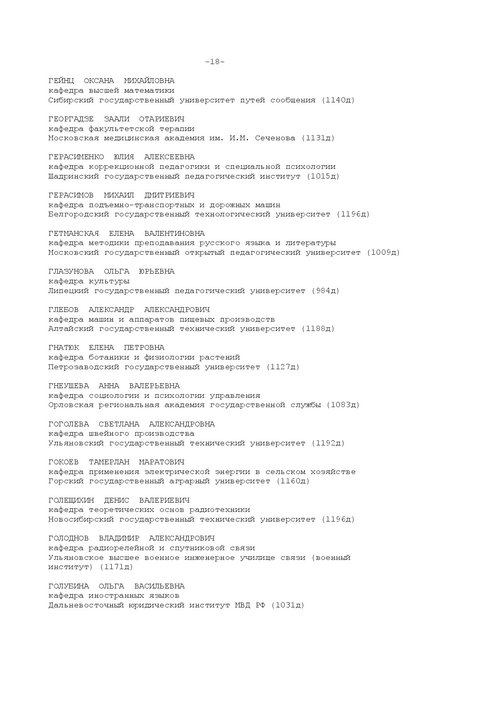 -18-
ГЕЙНЦ ОКСАНА МИХАЙЛОВНА
кафедра высшей математики
Сибирский государственный университет путей сообщения (1140д)
ГЕОРГАДЗЕ ЗААЛИ ОТАРИЕВИЧ
кафедра факультетской терапии
Московская медицинская академия им. И.М. Сеченова (1131д)
ГЕРАСИМЕНКО ЮЛИЯ АЛЕКСЕЕВНА
кафедра коррекционной педагогики и специальной психологии
Шадринский государственный педагогический институт (1015д)
ГЕРАСИМОВ МИХАИЛ ДМИТРИЕВИЧ
кафедра подъемно-транспортных и дорожных машин
Белгородский государственный технологический университет (1196д)
ГЕТМАНСКАЯ ЕЛЕНА ВАЛЕНТИНОВНА
кафедра методики преподавания русского языка и литературы
Московский государственный открытый педагогический университет (1009д)
ГЛАЗУНОВА ОЛЬГА ЮРЬЕВНА
кафедра культуры
Липецкий государственный педагогический университет (984д)
ГЛЕБОВ АЛЕКСАНДР АЛЕКСАНДРОВИЧ
кафедра машин и аппаратов пищевых производств
Алтайский государственный технический университет (1188д)
ГНАТЮК ЕЛЕНА ПЕТРОВНА
кафедра ботаники и физиологии растений
Петрозаводский государственный университет (1127д)
ГНЕУШЕВА АННА ВАЛЕРЬЕВНА
кафедра социологии и психологии управления
Орловская региональная академия государственной службы (1083д)
ГОГОЛЕВА СВЕТЛАНА АЛЕКСАНДРОВНА
кафедра швейного производства
Ульяновский государственный технический университет (1192д)
ГОКОЕВ ТАМЕРЛАН МАРАТОВИЧ
кафедра применения электрической энергии в сельском хозяйстве
Горский государственный аграрный университет (1160д)
ГОЛЕЩИХИН ДЕНИС ВАЛЕРИЕВИЧ
кафедра теоретических основ радиотехники
Новосибирский государственный технический университет (1196д)
ГОЛОДНОВ ВЛАДИМИР АЛЕКСАНДРОВИЧ
кафедра радиорелейной и спутниковой связи
Ульяновское высшее военное инженерное училище связи (военный
институт) (1171д)
ГОЛУБИНА ОЛЬГА ВАСИЛЬЕВНА
кафедра иностранных языков
Дальневосточный юридический институт МВД РФ (1031д)